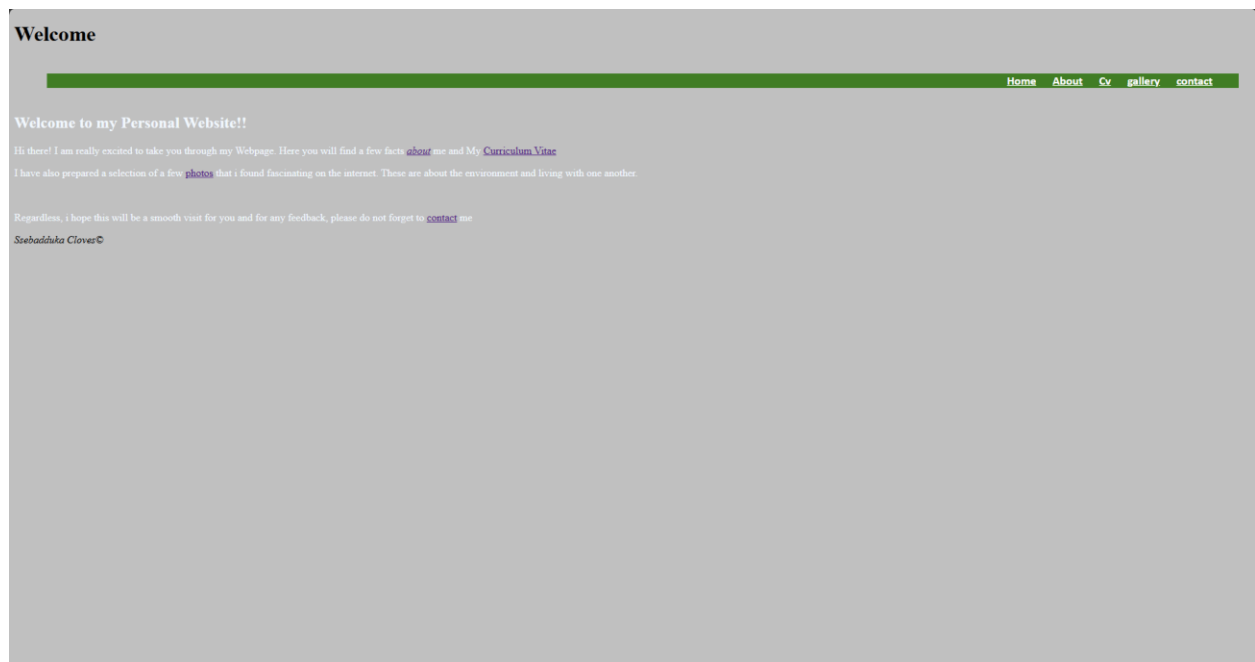 Welcome
Home About Cv gallery contact
Welcome to my Personal Website!!
Hi there! I am really excited to take you through my Webpage. Here you will find a few facts about me and My Curriculum Vitae
I have also prepared a selection of a few photos that i found fascinating on the internet. These are about the environment and living with one another.
Regardless, i hope this will be a smooth visit for you and for any feedback, please do not forget to contact me
Ssebadduka Clovez©